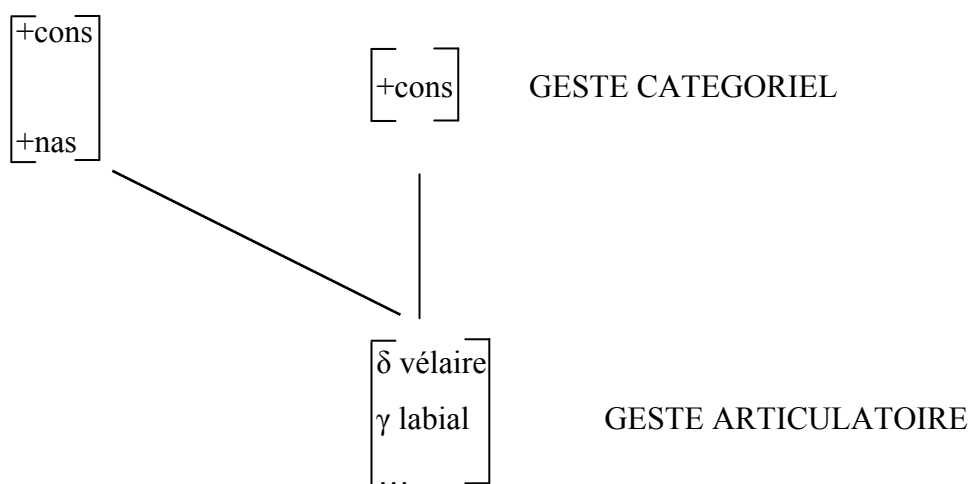 +cons
+cons GESTE CATEGORIEL
+nas
δ vélaire
γ labial GESTE ARTICULATOIRE
…